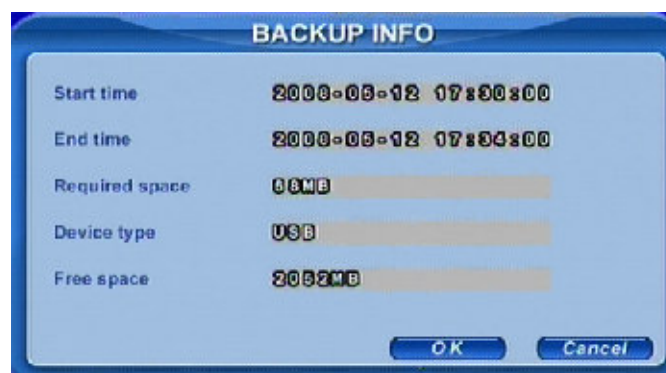 BACKUP INFO
Start time 2008-05-12 17:30:00
End time 2008-05-12 17:34:00
Required space 68MB
Device type USB
Free space 2052MB
OK Cancel